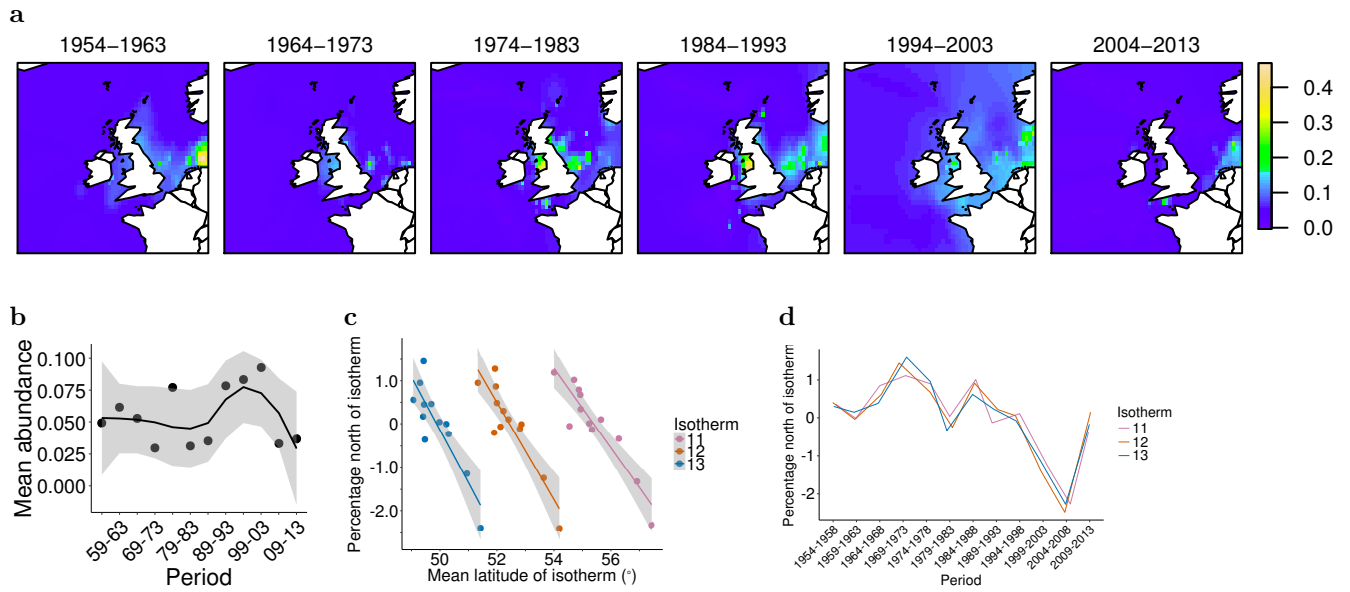 a
1954–1963 1964–1973 1974–1983 1984–1993 1994–2003 2004–2013
0.4
0.3
0.2
0.1
0.0
b
Mean abundance
0.100
0.075
0.050
0.025
0.000
59-63 69-73 79-83 89-93 99-03 09-13
Period
c
Percentage north of isotherm
1.0
0
-1.0
-2.0
50 52 54 56
Mean latitude of isotherm (°)
Isotherm
11
12
13
d
Percentage north of isotherm
1
0
-1
-2
1954-1958 1959-1963 1964-1968 1969-1973 1974-1978 1979-1983 1984-1988 1989-1993 1994-1998 1999-2003 2004-2008 2009-2013
Period
Isotherm
11
12
13